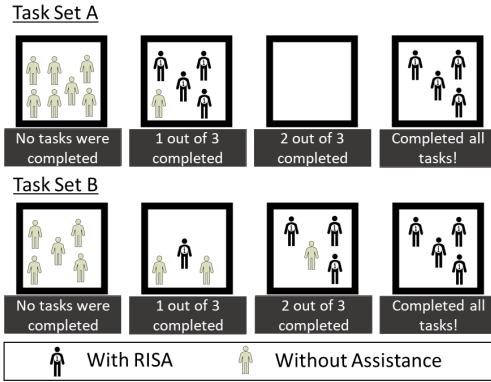 Task Set A
No tasks were
completed
1 out of 3
completed
2 out of 3
completed
Completed all
tasks!
Task Set B
No tasks were
completed
1 out of 3
completed
2 out of 3
completed
Completed all
tasks!
With RISA
Without Assistance